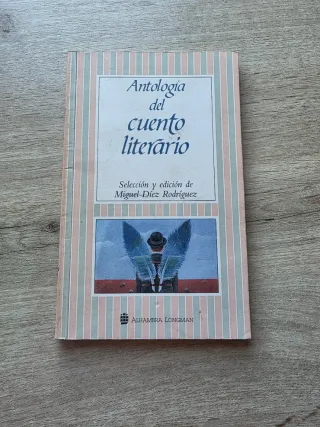 Antología
del
cuento
literario
Selección y edición de
Miguel Díez Rodríguez
ALHAMBRA LONGMAN